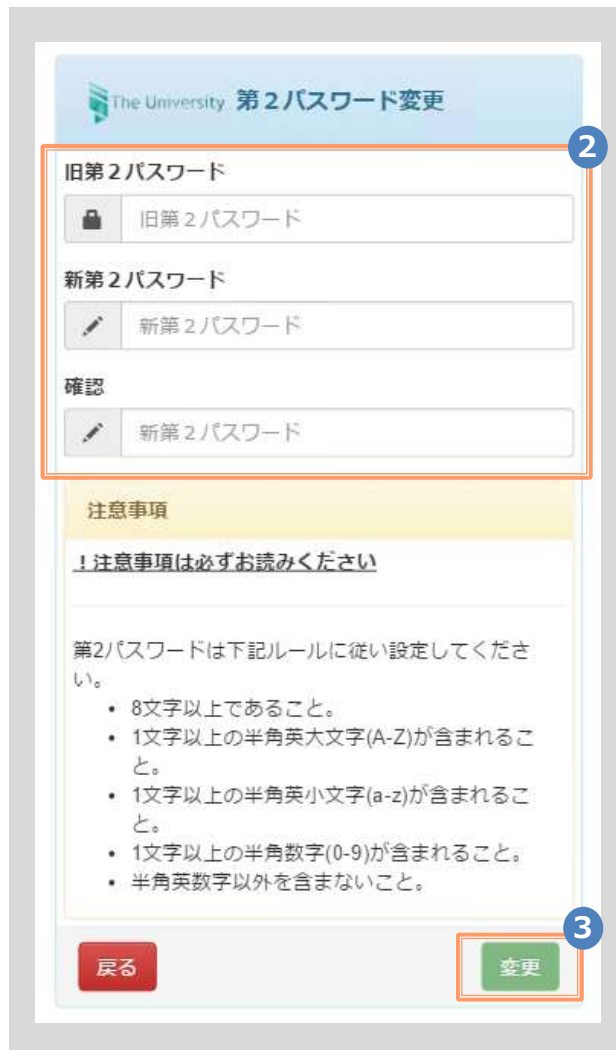 The University 第2パスワード変更
2
旧第2パスワード
旧第2パスワード
新第2パスワード
新第2パスワード
確認
新第2パスワード
注意事項
！注意事項は必ずお読みください
第2パスワードは下記ルールに従い設定してくださ
い。
• 8文字以上であること。
• 1文字以上の半角英大文字(A-Z)が含まれるこ
と。
• 1文字以上の半角英小文字(a-z)が含まれるこ
と。
• 1文字以上の半角数字(0-9)が含まれること。
• 半角英数字以外を含まないこと。
3
戻る 変更